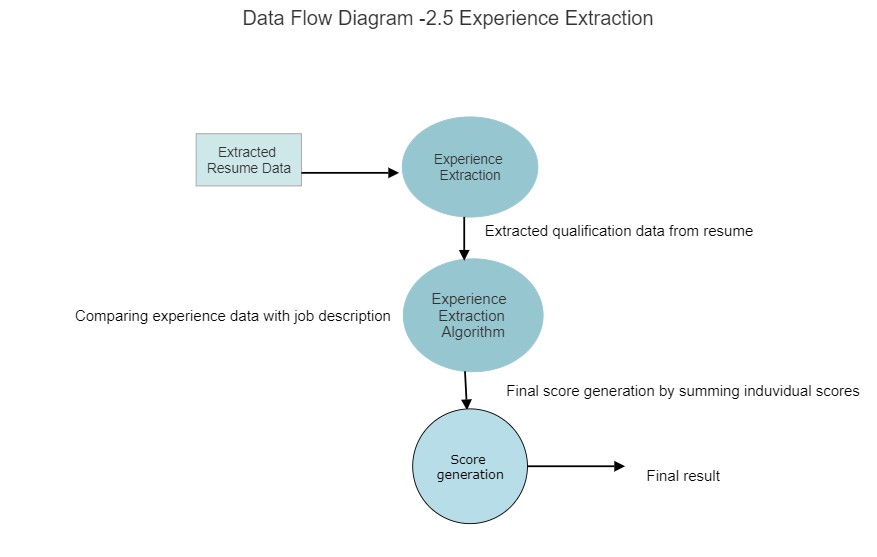 Data Flow Diagram -2.5 Experience Extraction
Extracted
Resume Data
Experience
Extraction
Extracted qualification data from resume
Experience
Extraction
Algorithm
Comparing experience data with job description
Final score generation by summing induvidual scores
Score
generation
Final result